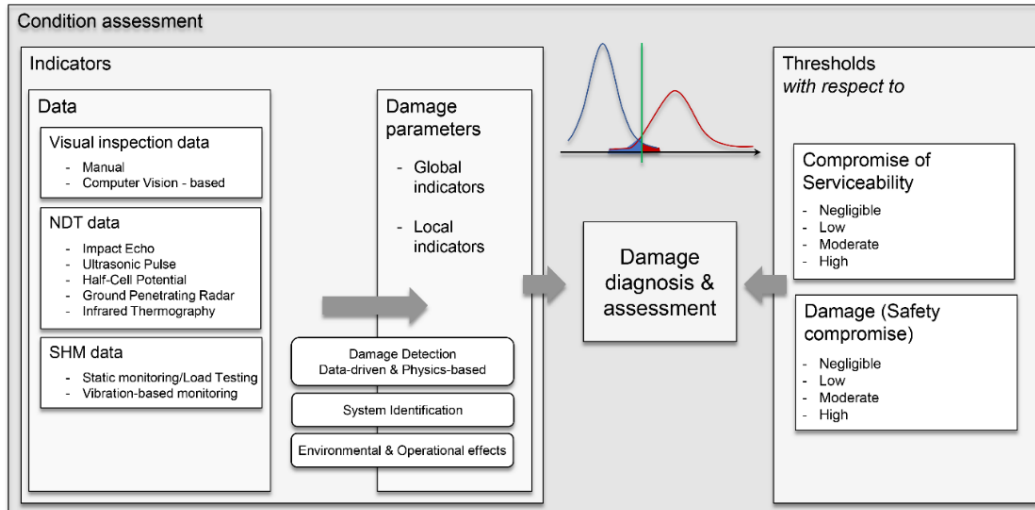 Condition assessment
Indicators
Data
Visual inspection data
- Manual
- Computer Vision - based
NDT data
- Impact Echo
- Ultrasonic Pulse
- Half-Cell Potential
- Ground Penetrating Radar
- Infrared Thermography
SHM data
- Static monitoring/Load Testing
- Vibration-based monitoring
Damage
parameters
- Global
indicators
- Local
indicators
Damage Detection
Data-driven & Physics-based
System Identification
Environmental & Operational effects
Damage
diagnosis &
assessment
Thresholds
with respect to
Compromise of
Serviceability
- Negligible
- Low
- Moderate
- High
Damage (Safety
compromise)
- Negligible
- Low
- Moderate
- High